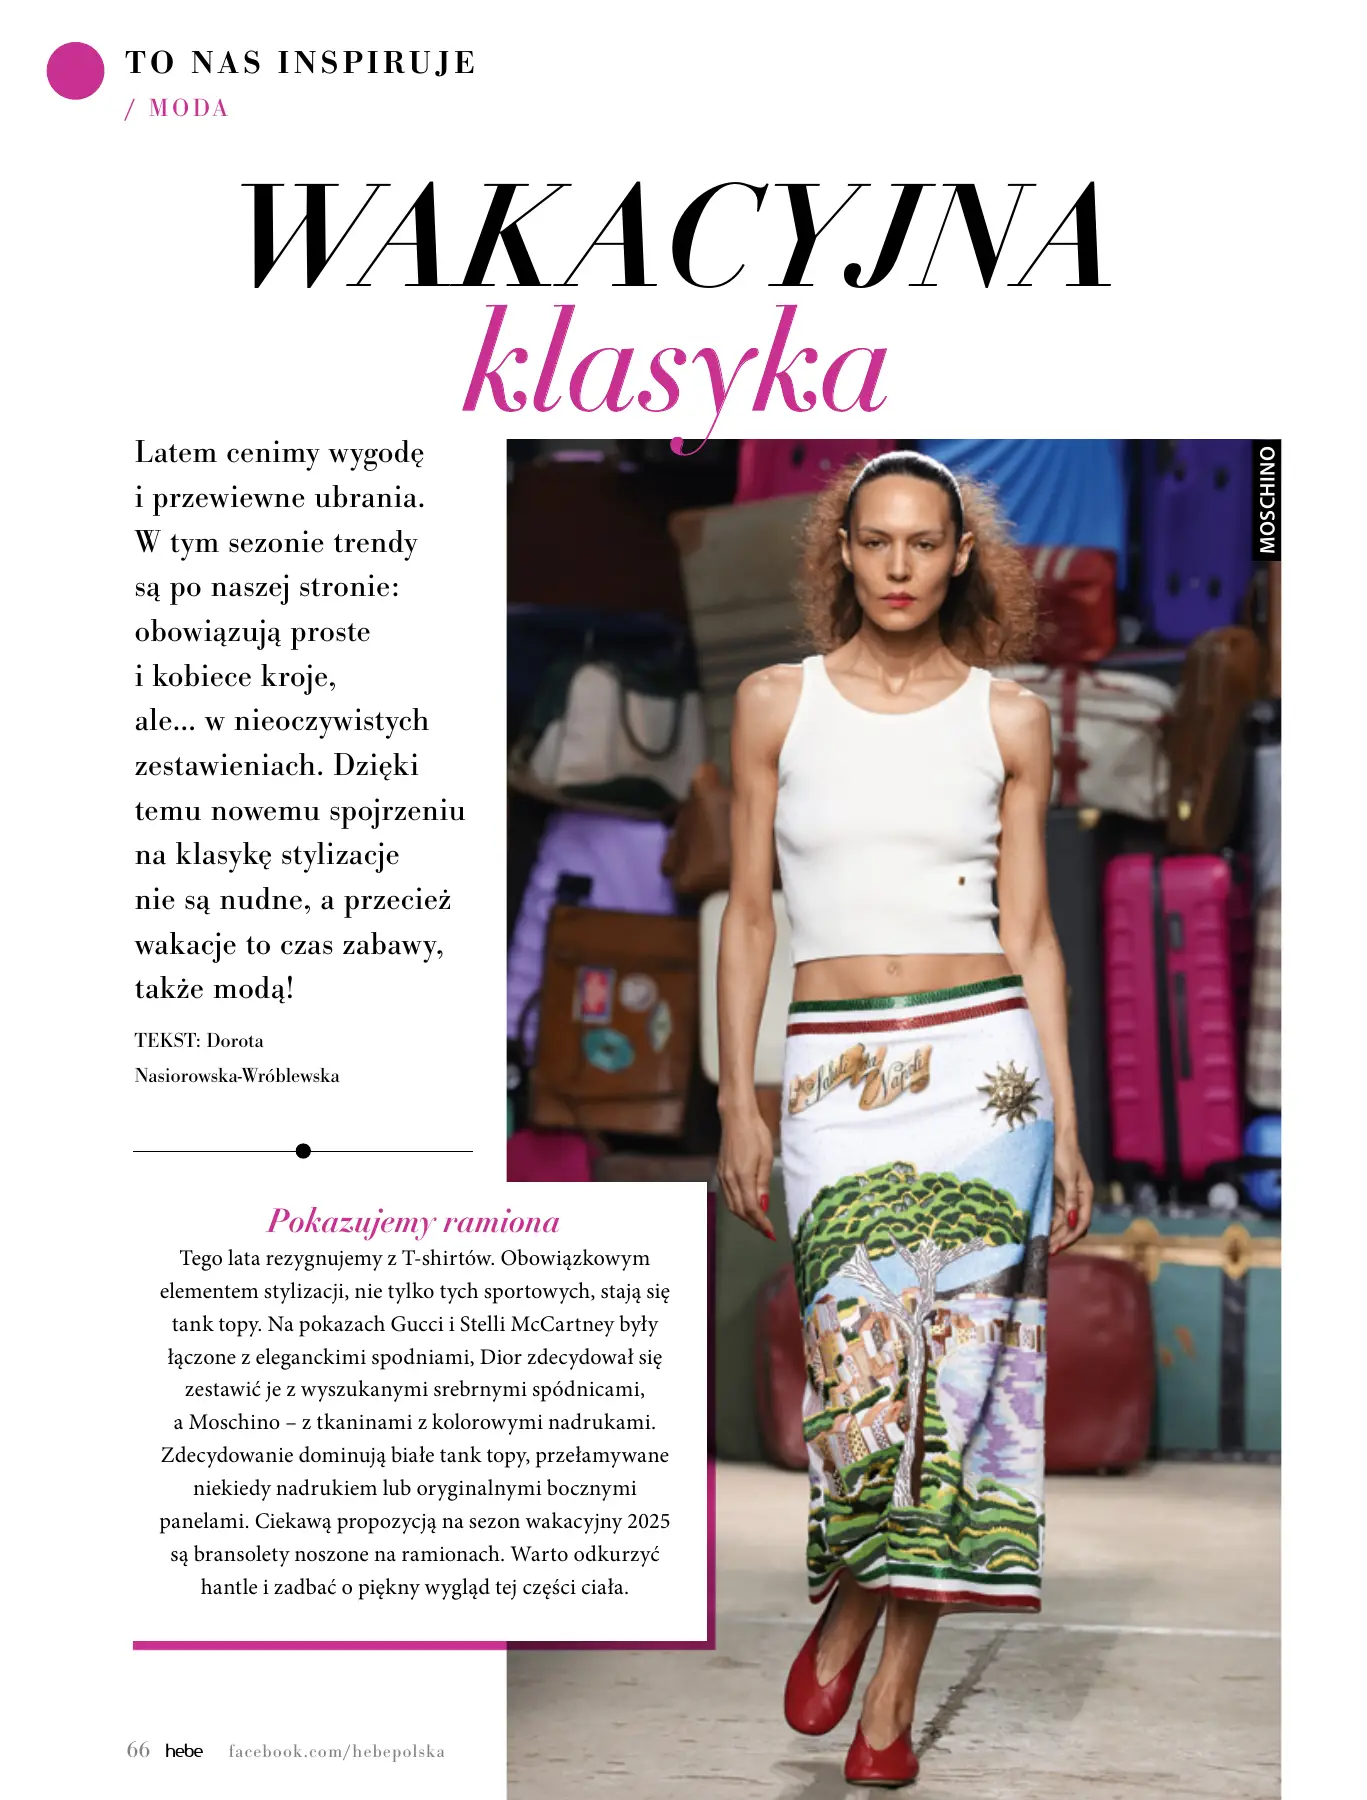 TO NAS INSPIRUJE
/ MODA
WAKACYJNA
klasyka
Latem cenimy wygodę
i przewiewne ubrania.
W tym sezonie trendy
są po naszej stronie:
obowiązują proste
i kobiece kroje,
ale... w nieoczywistych
zestawieniach. Dzięki
temu nowemu spojrzeniu
na klasykę stylizacje
nie są nudne, a przecież
wakacje to czas zabawy,
także modą!
TEKST: Dorota
Nasiorowska-Wróblewska
MOSCHINO
Saluti da
Napoli
Pokazujemy ramiona
Tego lata rezygnujemy z T-shirtów. Obowiązkowym
elementem stylizacji, nie tylko tych sportowych, stają się
tank topy. Na pokazach Gucci i Stelli McCartney były
łączone z eleganckimi spodniami, Dior zdecydował się
zestawić je z wyszukanymi srebrnymi spódnicami,
a Moschino – z tkaninami z kolorowymi nadrukami.
Zdecydowanie dominują białe tank topy, przełamywane
niekiedy nadrukiem lub oryginalnymi bocznymi
panelami. Ciekawą propozycją na sezon wakacyjny 2025
są bransolety noszone na ramionach. Warto odkurzyć
hantle i zadbać o piękny wygląd tej części ciała.
66 hebe facebook.com/hebepolska